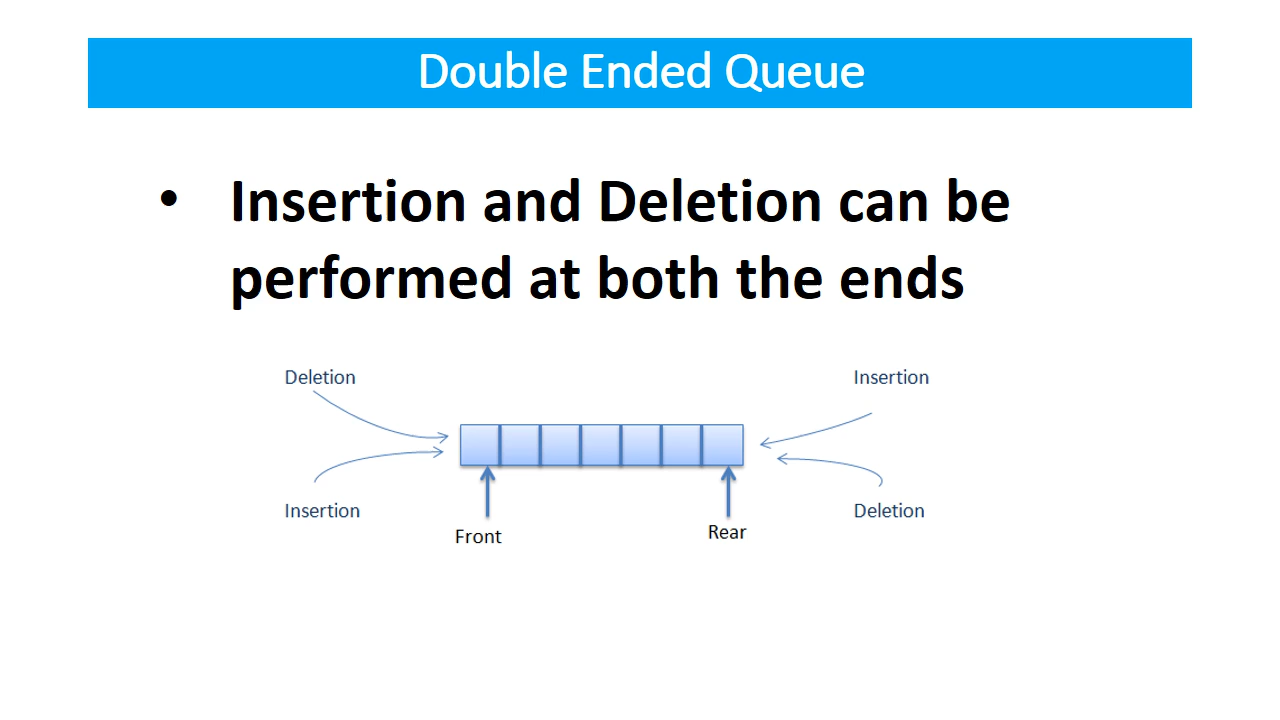 Double Ended Queue
• Insertion and Deletion can be
performed at both the ends
Deletion
Insertion
Insertion
Deletion
Front
Rear